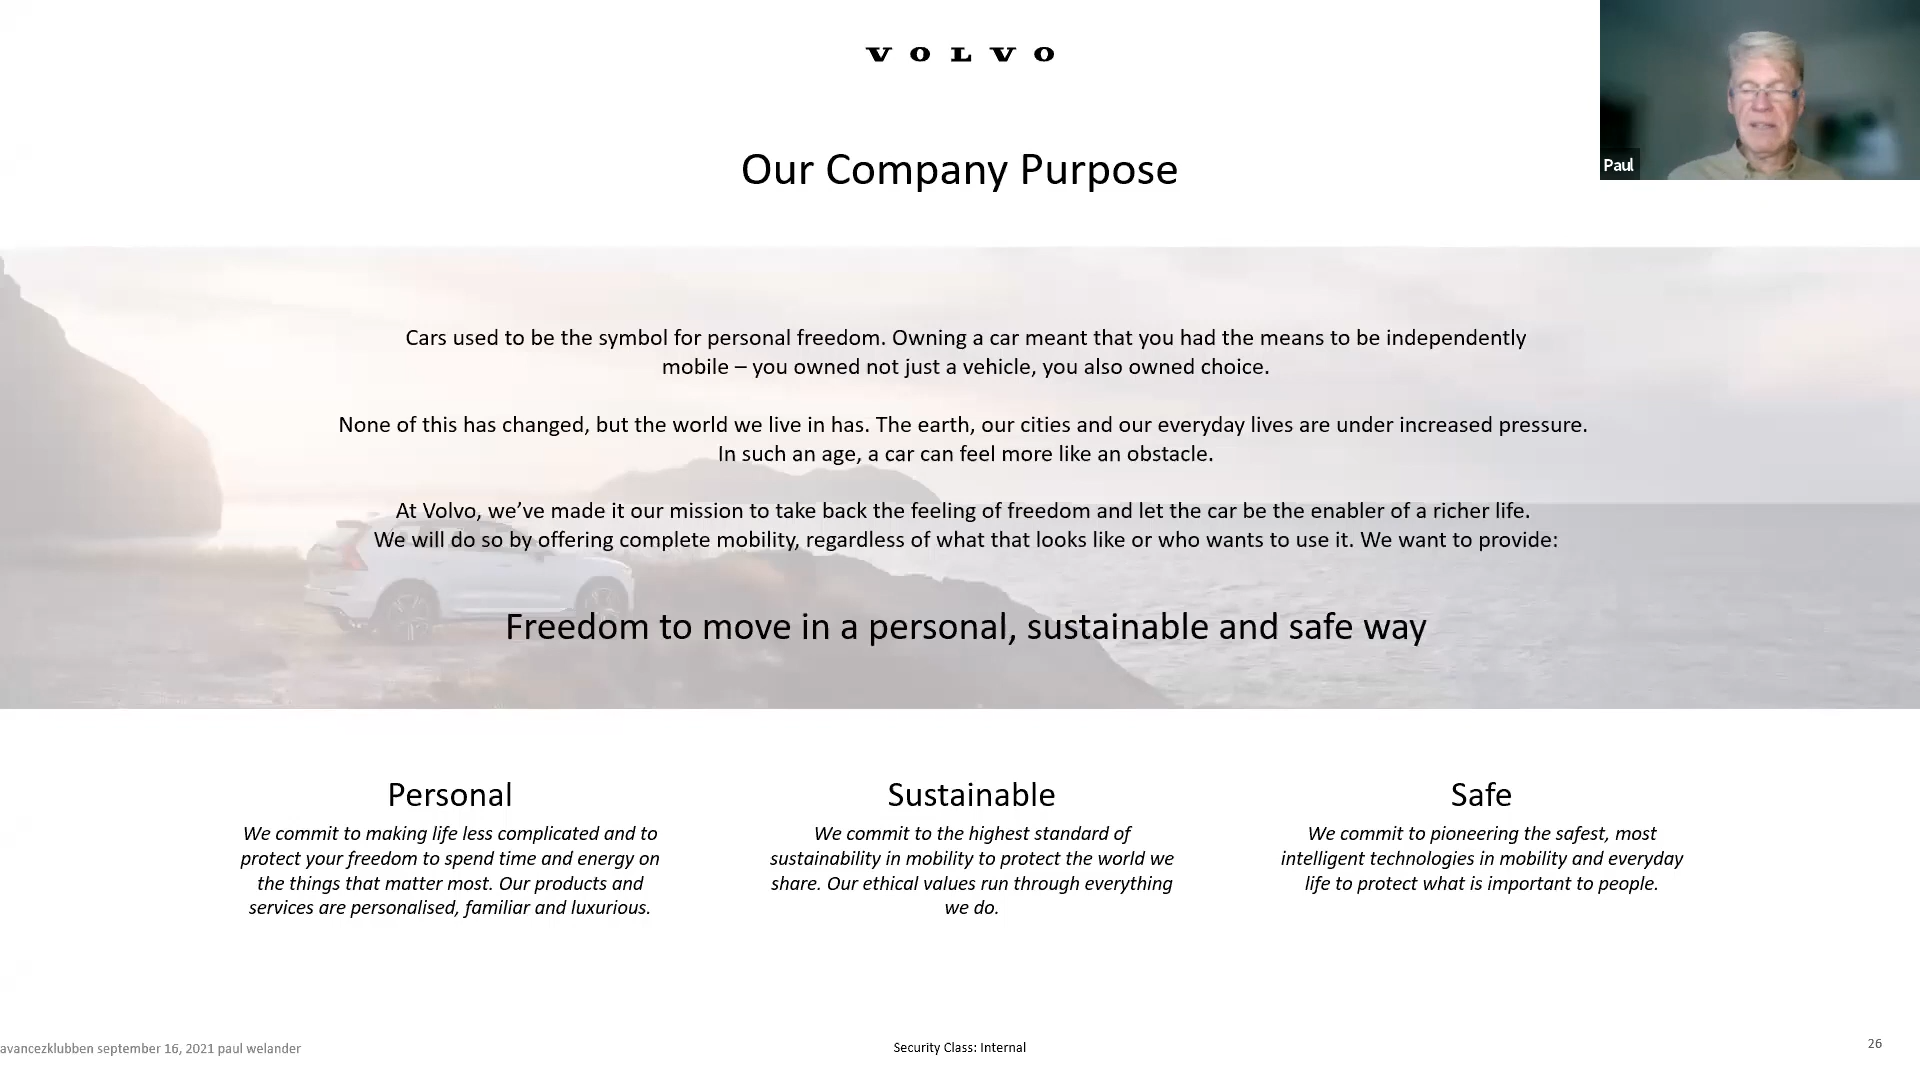 VOLVO
Paul
Our Company Purpose
Cars used to be the symbol for personal freedom. Owning a car meant that you had the means to be independently
mobile – you owned not just a vehicle, you also owned choice.
None of this has changed, but the world we live in has. The earth, our cities and our everyday lives are under increased pressure.
In such an age, a car can feel more like an obstacle.
At Volvo, we’ve made it our mission to take back the feeling of freedom and let the car be the enabler of a richer life.
We will do so by offering complete mobility, regardless of what that looks like or who wants to use it. We want to provide:
Freedom to move in a personal, sustainable and safe way
Personal
We commit to making life less complicated and to
protect your freedom to spend time and energy on
the things that matter most. Our products and
services are personalised, familiar and luxurious.
Sustainable
We commit to the highest standard of
sustainability in mobility to protect the world we
share. Our ethical values run through everything
we do.
Safe
We commit to pioneering the safest, most
intelligent technologies in mobility and everyday
life to protect what is important to people.
avancezklubben september 16, 2021 paul welander
Security Class: Internal
26